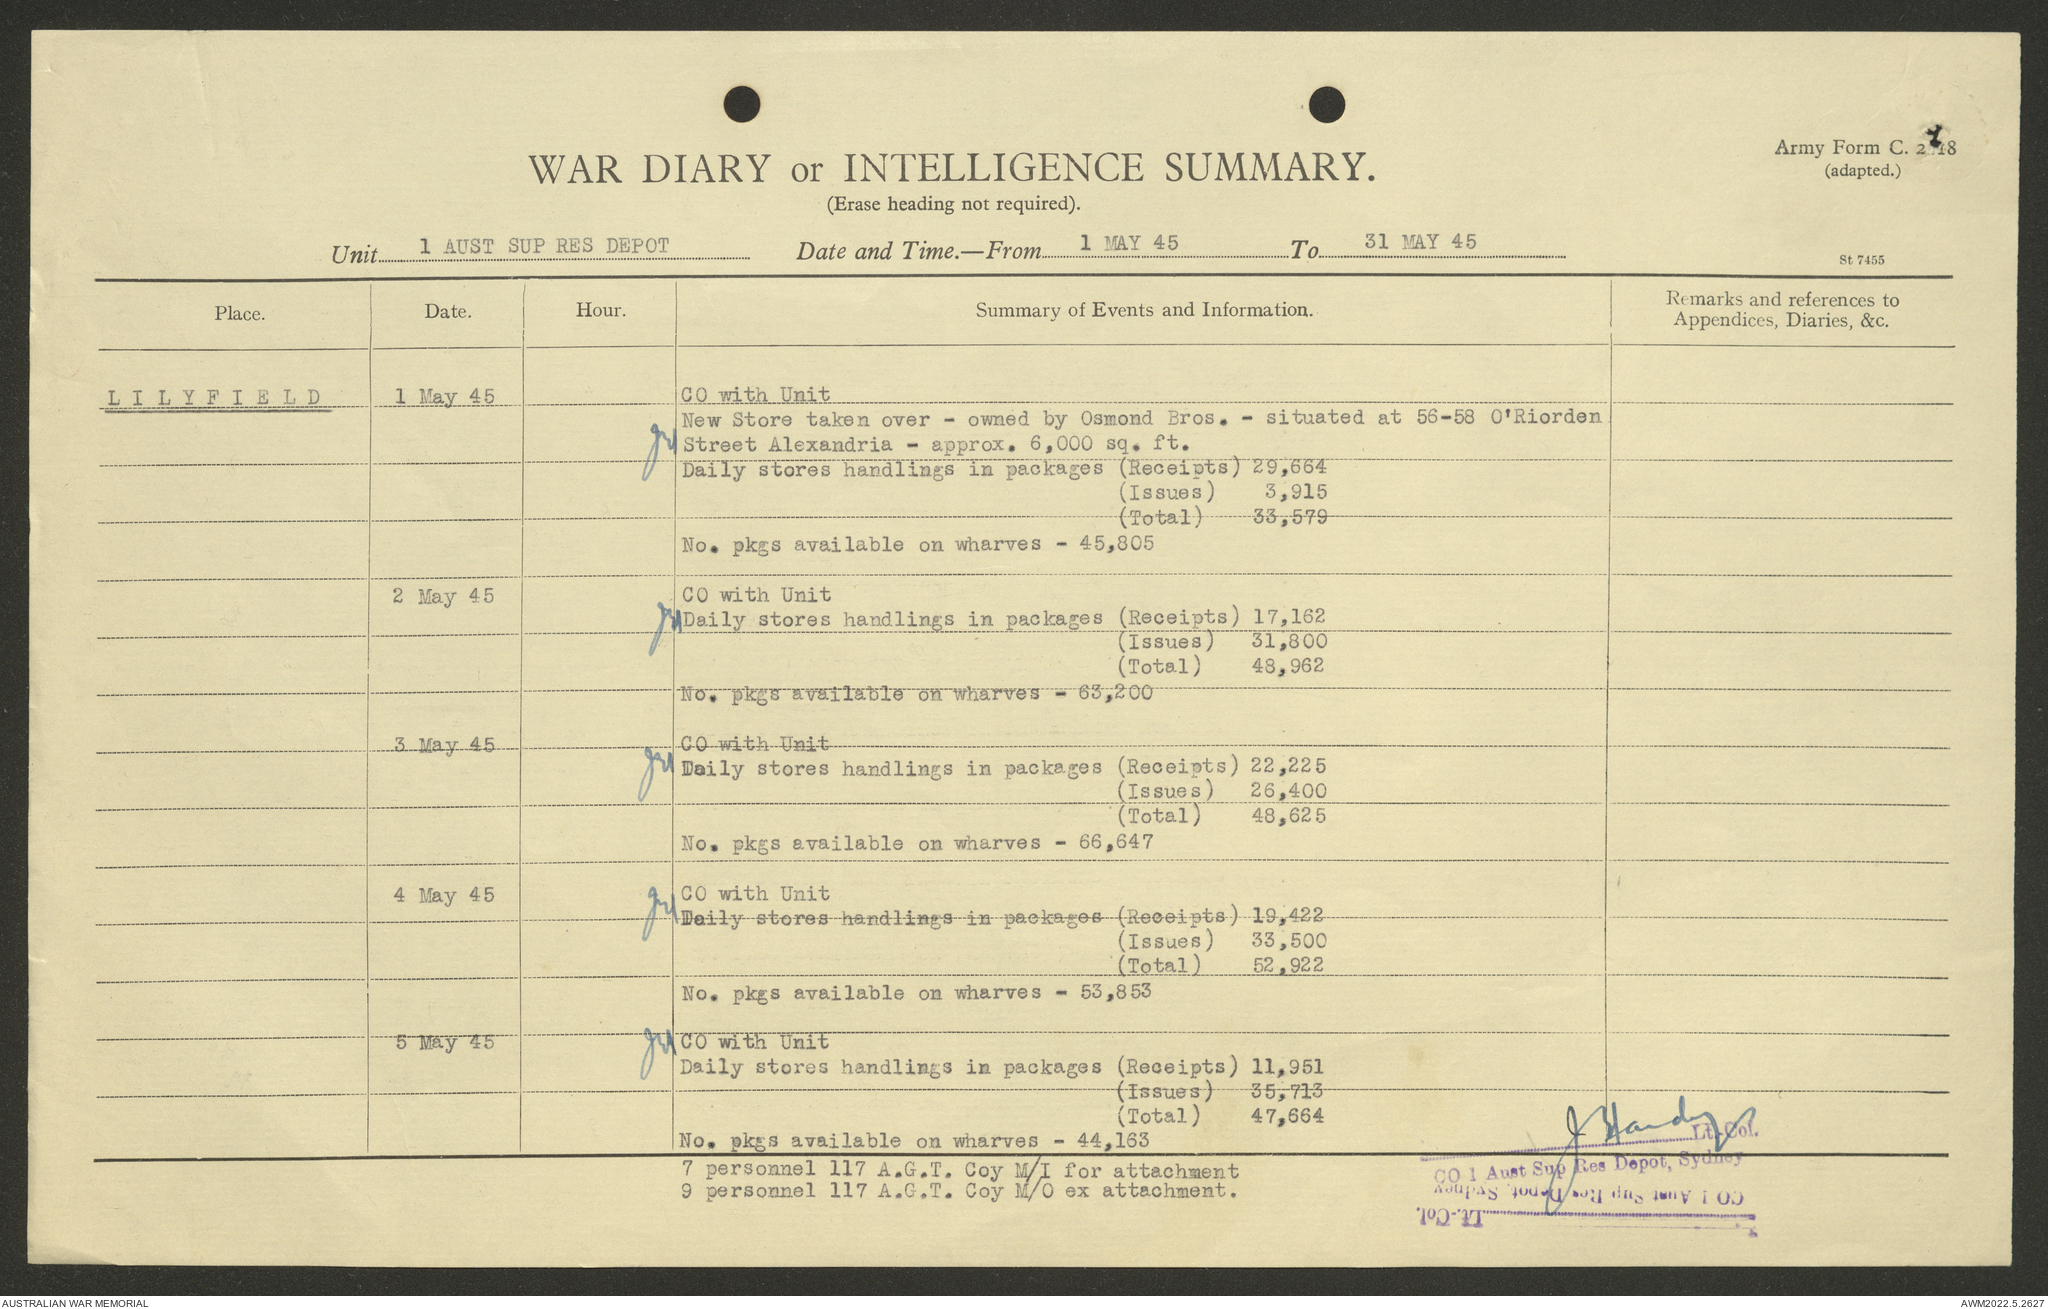 Army Form C. 2118
(adapted.)
WAR DIARY or INTELLIGENCE SUMMARY.
(Erase heading not required).
Unit 1 AUST SUP RES DEPOT Date and Time.—From 1 MAY 45 To 31 MAY 45
St 7455
Place. Date. Hour. Summary of Events and Information. Remarks and references to
Appendices, Diaries, &c.
LILYFIELD 1 May 45 CO with Unit
New Store taken over - owned by Osmond Bros. - situated at 56-58 O'Riorden
Street Alexandria - approx. 6,000 sq. ft.
Daily stores handlings in packages (Receipts) 29,664
(Issues) 3,915
(Total) 33,579
No. pkgs available on wharves - 45,805
2 May 45 CO with Unit
Daily stores handlings in packages (Receipts) 17,162
(Issues) 31,800
(Total) 48,962
No. pkgs available on wharves - 63,200
3 May 45 CO with Unit
Daily stores handlings in packages (Receipts) 22,225
(Issues) 26,400
(Total) 48,625
No. pkgs available on wharves - 66,647
4 May 45 CO with Unit
Daily stores handlings in packages (Receipts) 19,422
(Issues) 33,500
(Total) 52,922
No. pkgs available on wharves - 53,853
5 May 45 CO with Unit
Daily stores handlings in packages (Receipts) 11,951
(Issues) 35,713
(Total) 47,664
No. pkgs available on wharves - 44,163
7 personnel 117 A.G.T. Coy M/I for attachment
9 personnel 117 A.G.T. Coy M/O ex attachment.
J Handy Lt-Col.
CO 1 Aust Sup Res Depot, Sydney
CO 1 Aust Sup Res Depot, Sydney
Lt-Col.
AUSTRALIAN WAR MEMORIAL AWM2022.5.2627